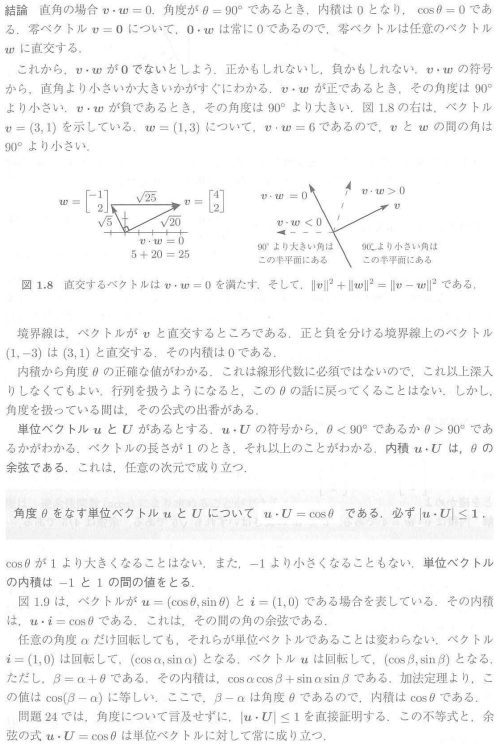 結論　直角の場合 v・w = 0．角度が θ = 90° であるとき，内積は 0 となり， cos θ = 0 であ
る．零ベクトル v = 0 について，0・w は常に 0 であるので，零ベクトルは任意のベクトル
w に直交する．
これから，v・w が 0 でないとしよう．正かもしれないし，負かもしれない．v・w の符号
から，直角より小さいか大きいかがすぐにわかる．v・w が正であるとき，その角度は 90°
より小さい．v・w が負であるとき，その角度は 90° より大きい．図 1.8 の右は，ベクトル
v = (3, 1) を示している．w = (1, 3) について，v・w = 6 であるので，v と w の間の角は
90° より小さい．
w = [−1 2] √25 v = [4 2]
√5 √20
v・w = 0
5 + 20 = 25
v・w = 0 v・w > 0
v
v・w < 0
90° より大きい角は 90° より小さい角は
この半平面にある この半平面にある
図 1.8　直交するベクトルは v・w = 0 を満たす．そして，‖v‖² + ‖w‖² = ‖v − w‖² である．
境界線は，ベクトルが v と直交するところである．正と負を分ける境界線上のベクトル
(1, −3) は (3, 1) と直交する．その内積は 0 である．
内積から角度 θ の正確な値がわかる．これは線形代数に必須ではないので，これ以上深入
りしなくてもよい．行列を扱うようになると，この θ の話に戻ってくることはない．しかし，
角度を扱っている間は，その公式の出番がある．
単位ベクトル u と U があるとする．u・U の符号から，θ < 90° であるか θ > 90° であ
るかがわかる．ベクトルの長さが 1 のとき，それ以上のことがわかる．内積 u・U は，θ の
余弦である．これは，任意の次元で成り立つ．
角度 θ をなす単位ベクトル u と U について u・U = cos θ である．必ず |u・U| ≤ 1．
cos θ が 1 より大きくなることはない．また，−1 より小さくなることもない．単位ベクトル
の内積は −1 と 1 の間の値をとる．
図 1.9 は，ベクトルが u = (cos θ, sin θ) と i = (1, 0) である場合を表している．その内積
は，u・i = cos θ である．これは，その間の角の余弦である．
任意の角度 α だけ回転しても，それらが単位ベクトルであることは変わらない．ベクトル
i = (1, 0) は回転して，(cos α, sin α) となる．ベクトル u は回転して，(cos β, sin β) となる．
ただし，β = α + θ である．その内積は，cos α cos β + sin α sin β である．加法定理より，こ
の値は cos(β − α) に等しい．ここで，β − α は角度 θ であるので，内積は cos θ である．
問題 24 では，角度について言及せずに，|u・U| ≤ 1 を直接証明する．この不等式と，余
弦の式 u・U = cos θ は単位ベクトルに対して常に成り立つ．